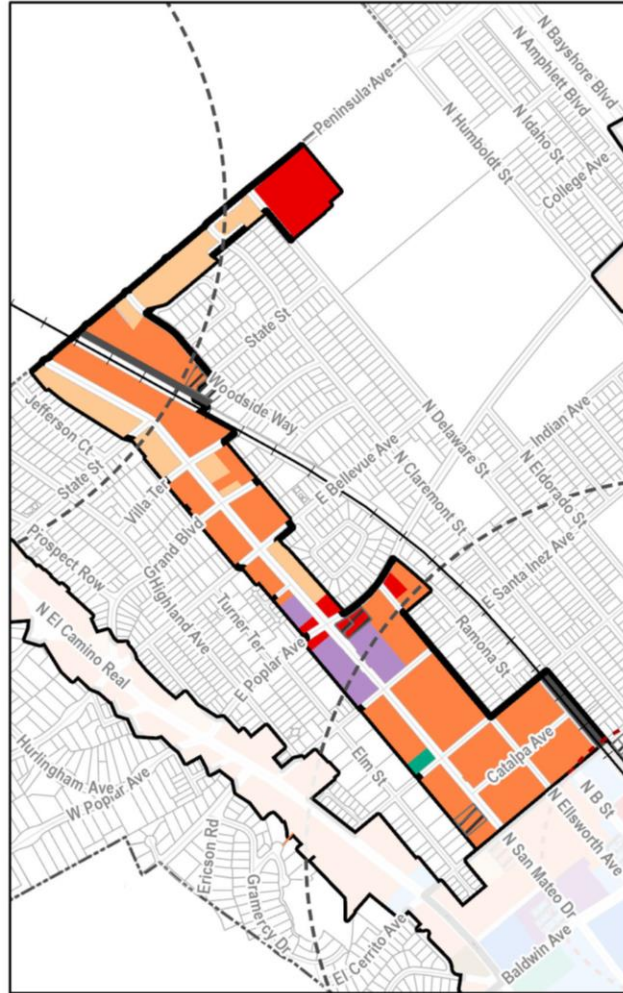 N Bayshore Blvd
N Amphlett Blvd
N Idaho St
College Ave
N Humboldt St
Peninsula Ave
State St
Woodside Way
N Delaware St
Indian Ave
N Eldorado St
Jefferson Ct
State St
Villa Ter
E Bellevue Ave
N Claremont St
E Santa Inez Ave
Grand Blvd
Prospect Row
Highland Ave
Turner Ter
N El Camino Real
E Poplar Ave
Ramona St
Elm St
Catalpa Ave
Hurlingham Ave
W Poplar Ave
N B St
N Ellsworth Ave
Ericson Rd
Gramercy Dr
N San Mateo Dr
El Cerrito Ave
Baldwin Ave